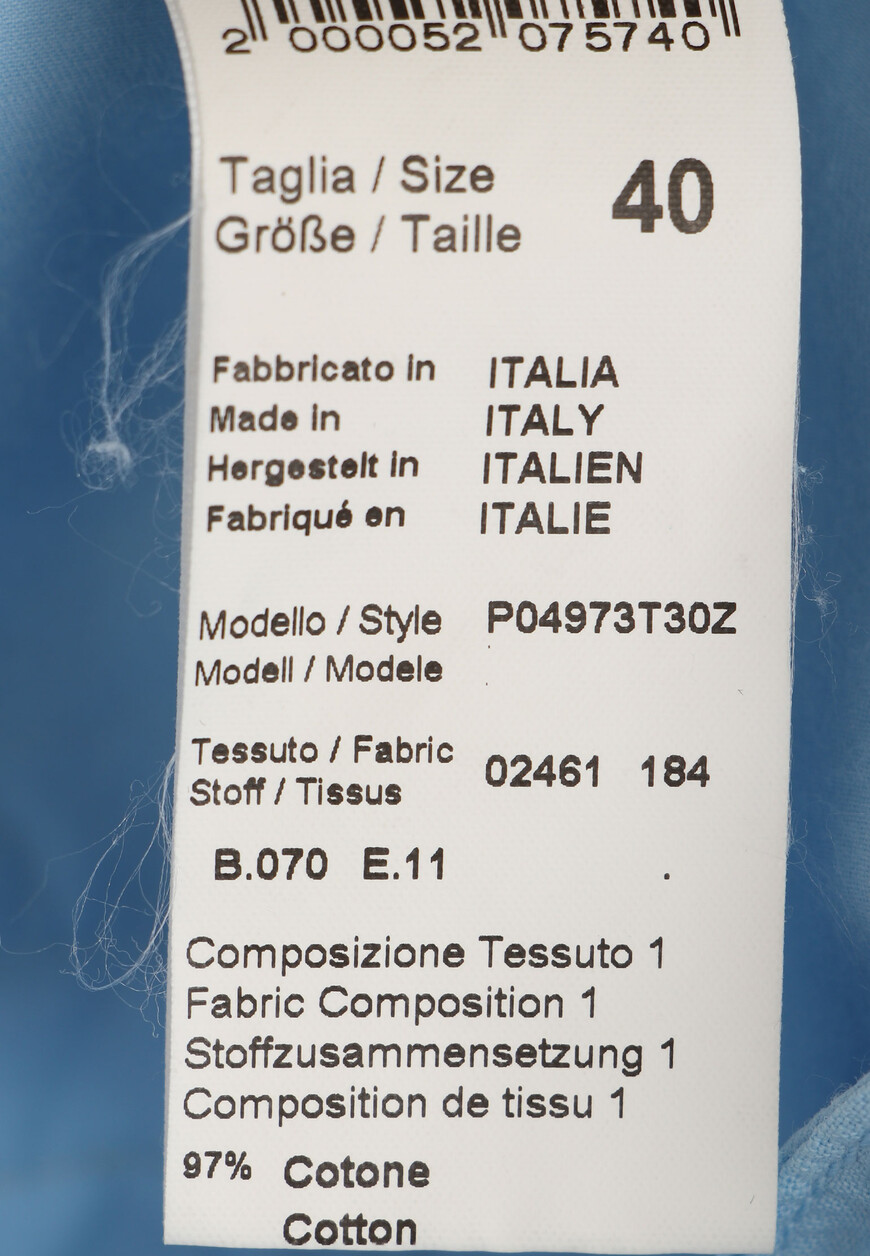 2 000052 075740
Taglia / Size
Größe / Taille
40
Fabbricato in ITALIA
Made in ITALY
Hergestelt in ITALIEN
Fabriqué en ITALIE
Modello / Style P04973T30Z
Modell / Modele
Tessuto / Fabric
Stoff / Tissus
02461 184
B.070 E.11 .
Composizione Tessuto 1
Fabric Composition 1
Stoffzusammensetzung 1
Composition de tissu 1
97% Cotone
Cotton